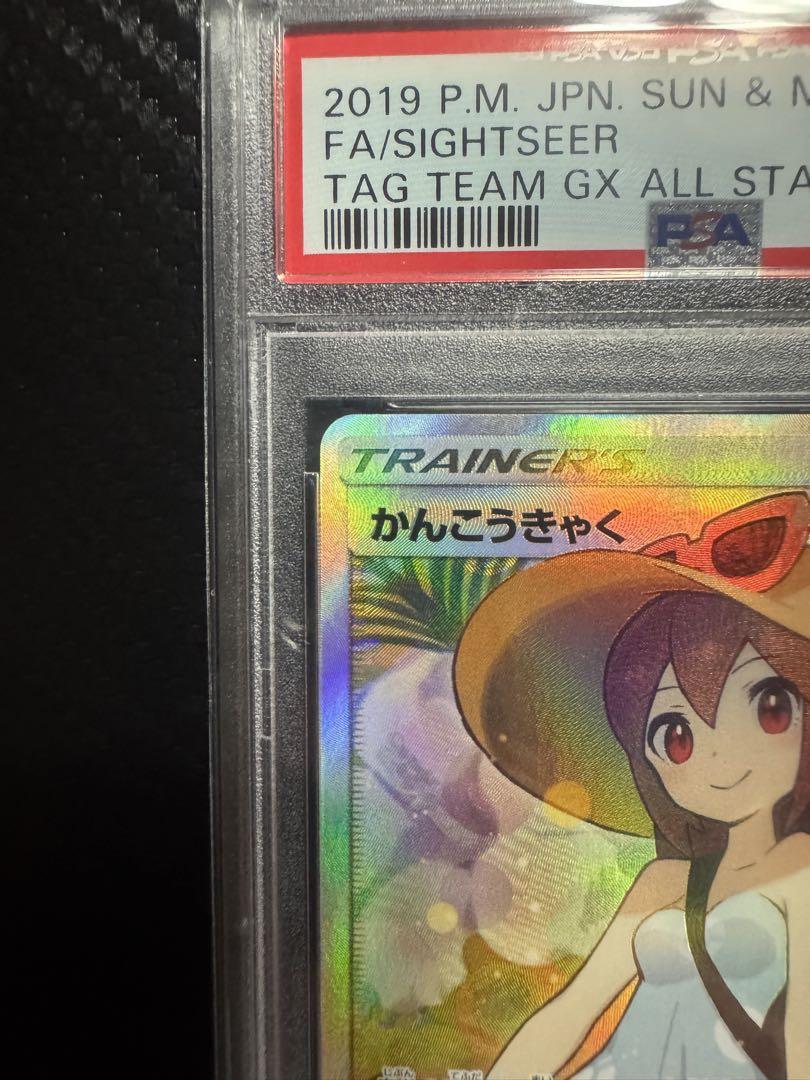 2019 P.M. JPN. SUN & M
FA/SIGHTSEER
TAG TEAM GX ALL STA
PSA
TRAINER'S
かんこうきゃく